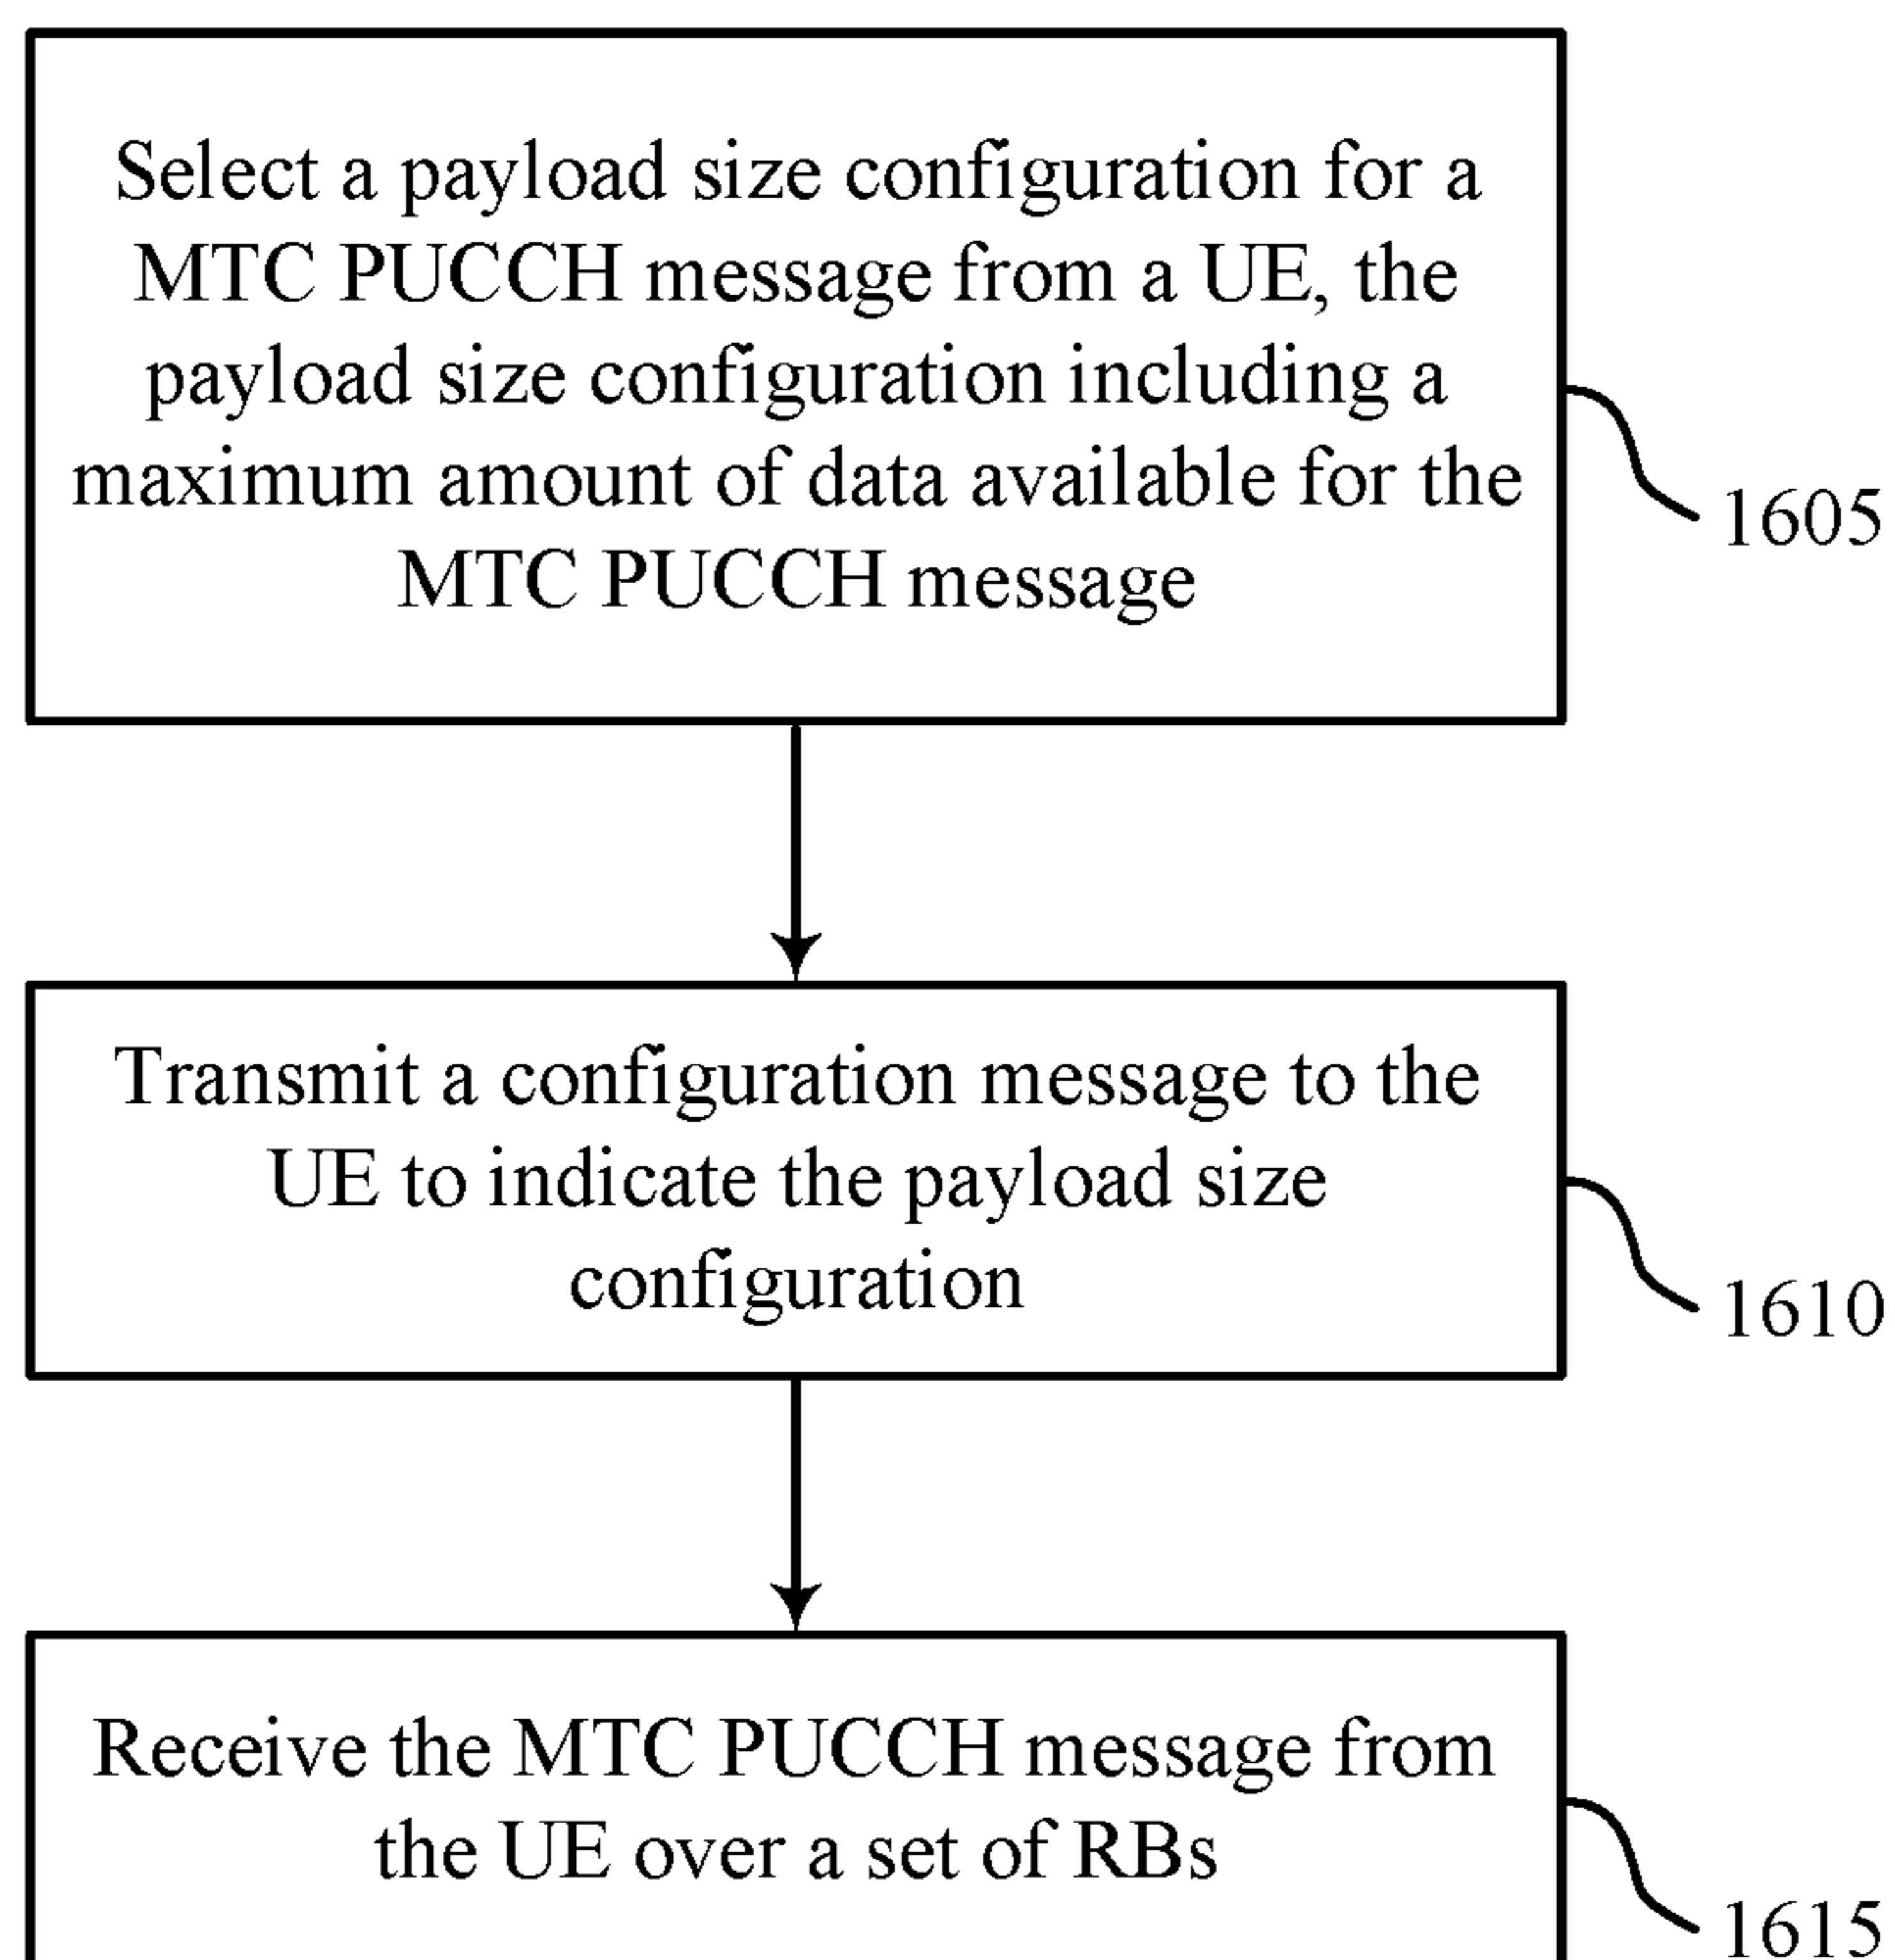 Select a payload size configuration for a
MTC PUCCH message from a UE, the
payload size configuration including a
maximum amount of data available for the
MTC PUCCH message
1605
Transmit a configuration message to the
UE to indicate the payload size
configuration
1610
Receive the MTC PUCCH message from
the UE over a set of RBs
1615